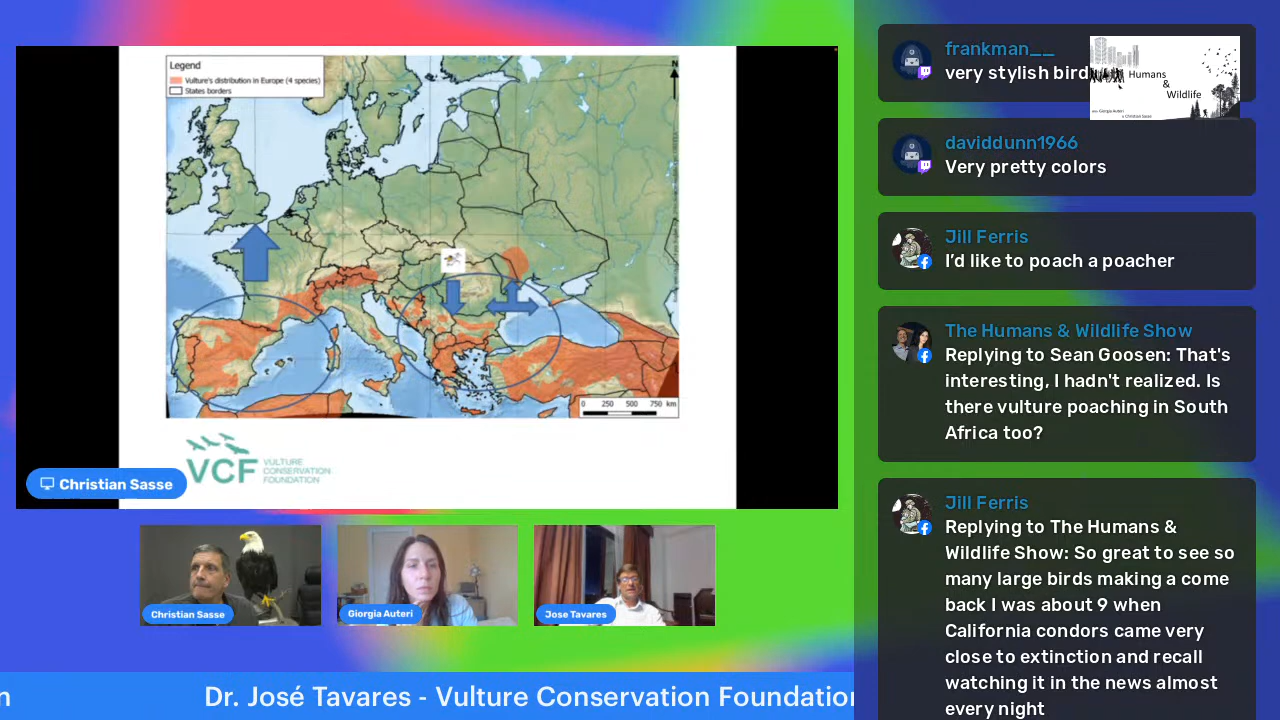 Legend
Vulture's distribution in Europe (4 species)
States borders
N
0 250 500 750 km
VCF VULTURE
CONSERVATION
FOUNDATION
Christian Sasse
Christian Sasse
Giorgia Auteri
Jose Tavares
n Dr. José Tavares - Vulture Conservation Foundation
frankman__
very stylish bird
Humans
&
Wildlife
Giorgia Auteri
& Christian Sasse
daviddunn1966
Very pretty colors
Jill Ferris
I'd like to poach a poacher
The Humans & Wildlife Show
Replying to Sean Goosen: That's
interesting, I hadn't realized. Is
there vulture poaching in South
Africa too?
Jill Ferris
Replying to The Humans &
Wildlife Show: So great to see so
many large birds making a come
back I was about 9 when
California condors came very
close to extinction and recall
watching it in the news almost
every night